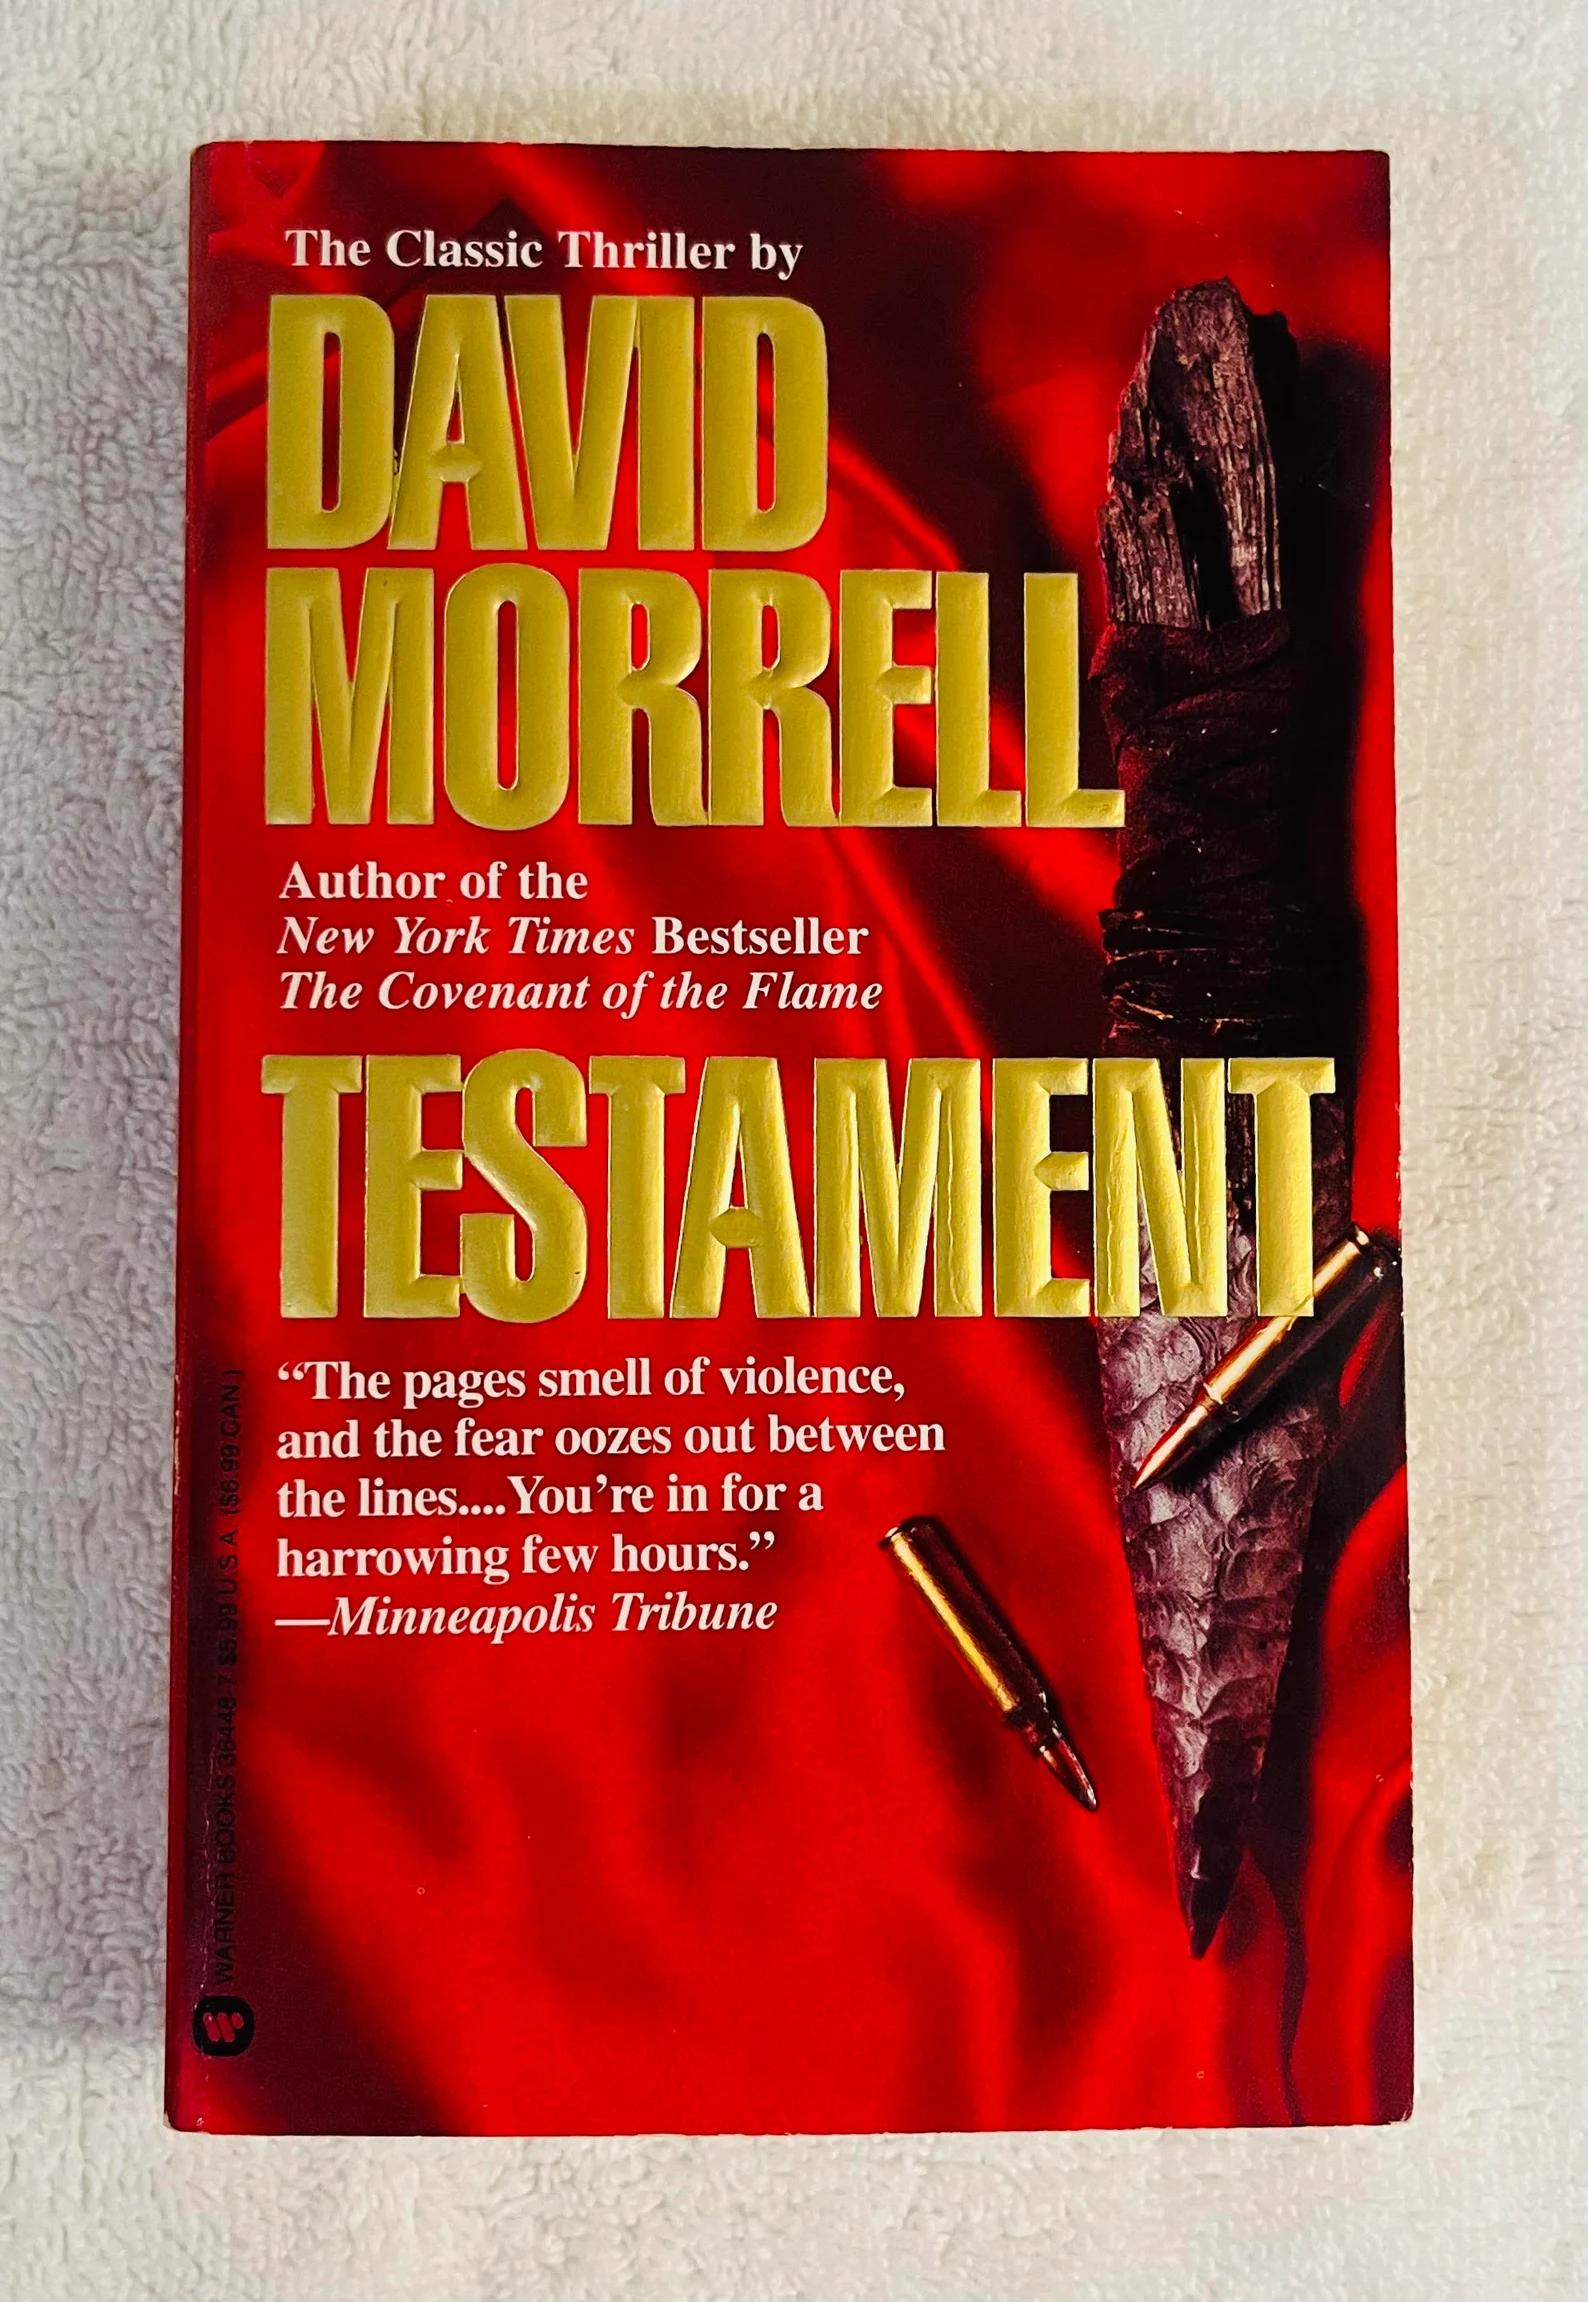 The Classic Thriller by
DAVID
MORRELL
Author of the
New York Times Bestseller
The Covenant of the Flame
TESTAMENT
“The pages smell of violence,
and the fear oozes out between
the lines....You’re in for a
harrowing few hours.”
—Minneapolis Tribune
WARNER BOOKS 36448-7 $5.99 U.S.A. ($6.99 CAN.)